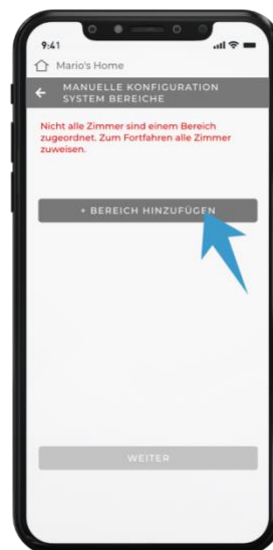 9:41
Mario's Home
MANUELLE KONFIGURATION
SYSTEM BEREICHE
Nicht alle Zimmer sind einem Bereich
zugeordnet. Zum Fortfahren alle Zimmer
zuweisen.
+ BEREICH HINZUFÜGEN
WEITER